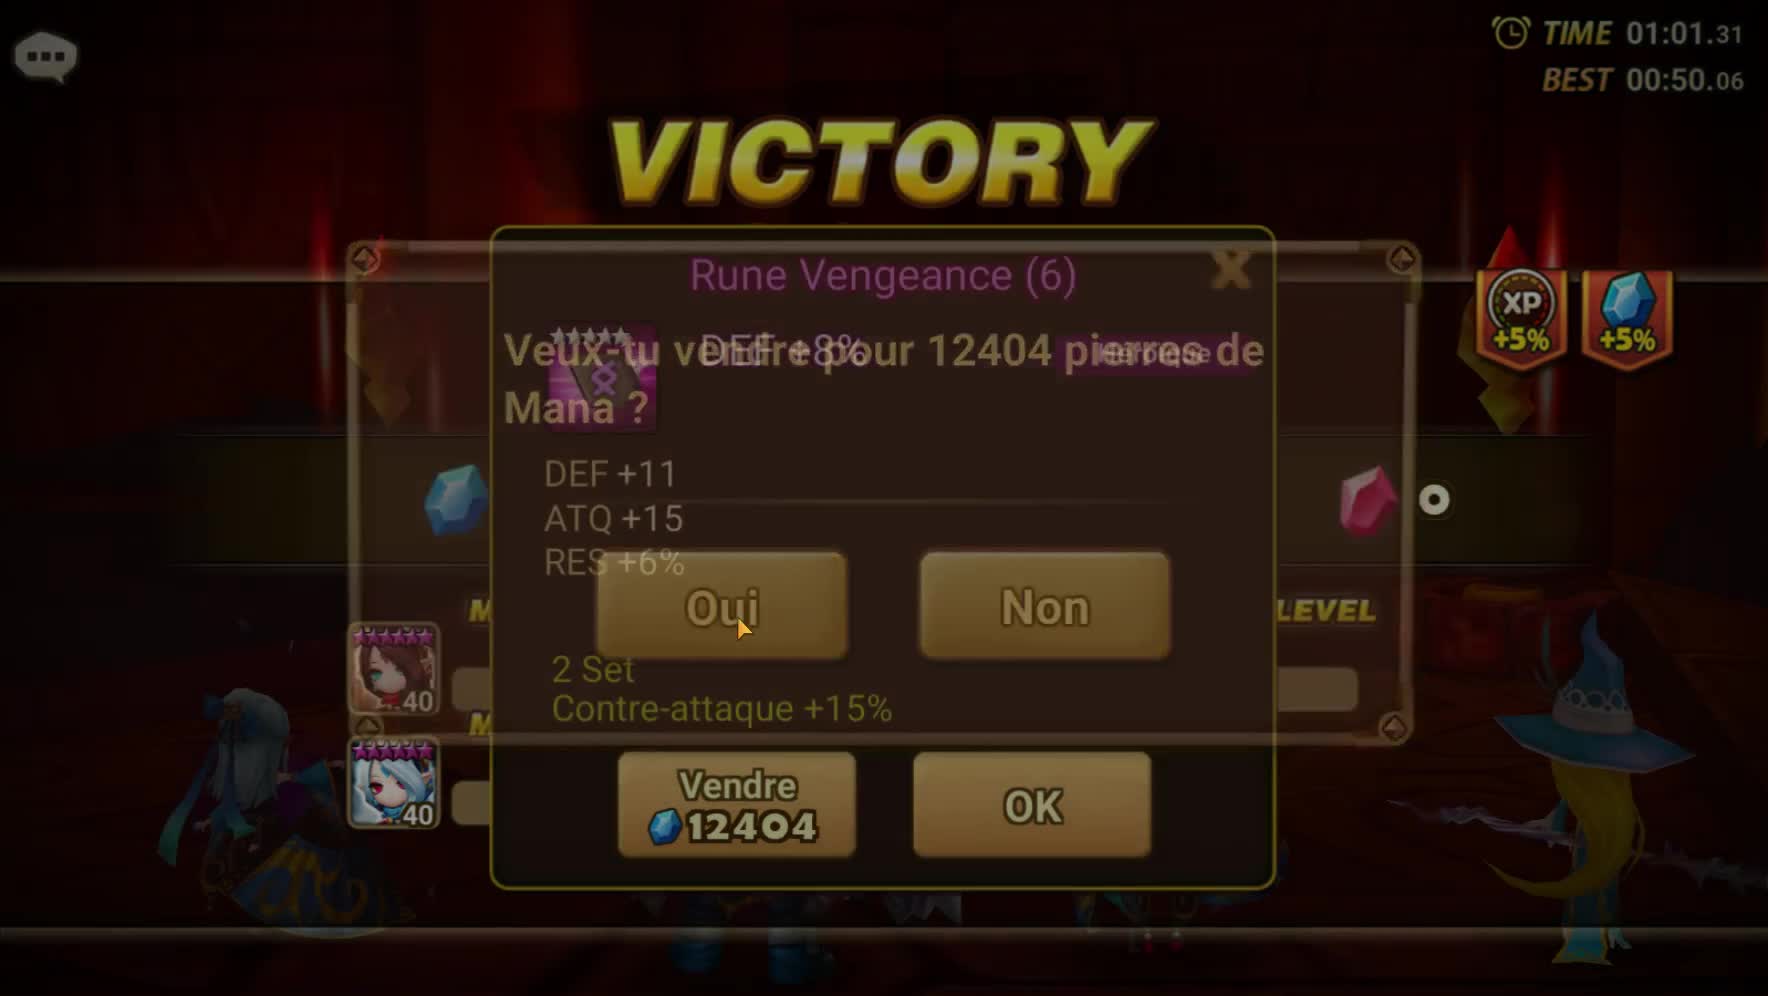 TIME 01:01.31
BEST 00:50.06
VICTORY
Rune Vengeance (6)
XP
+5%
+5%
DEF +8%
Veux-tu vendre pour 12404 pierres de
Mana ?
DEF +11
ATQ +15
RES +6%
Oui
Non
LEVEL
40
2 Set
Contre-attaque +15%
40
Vendre
12404
OK